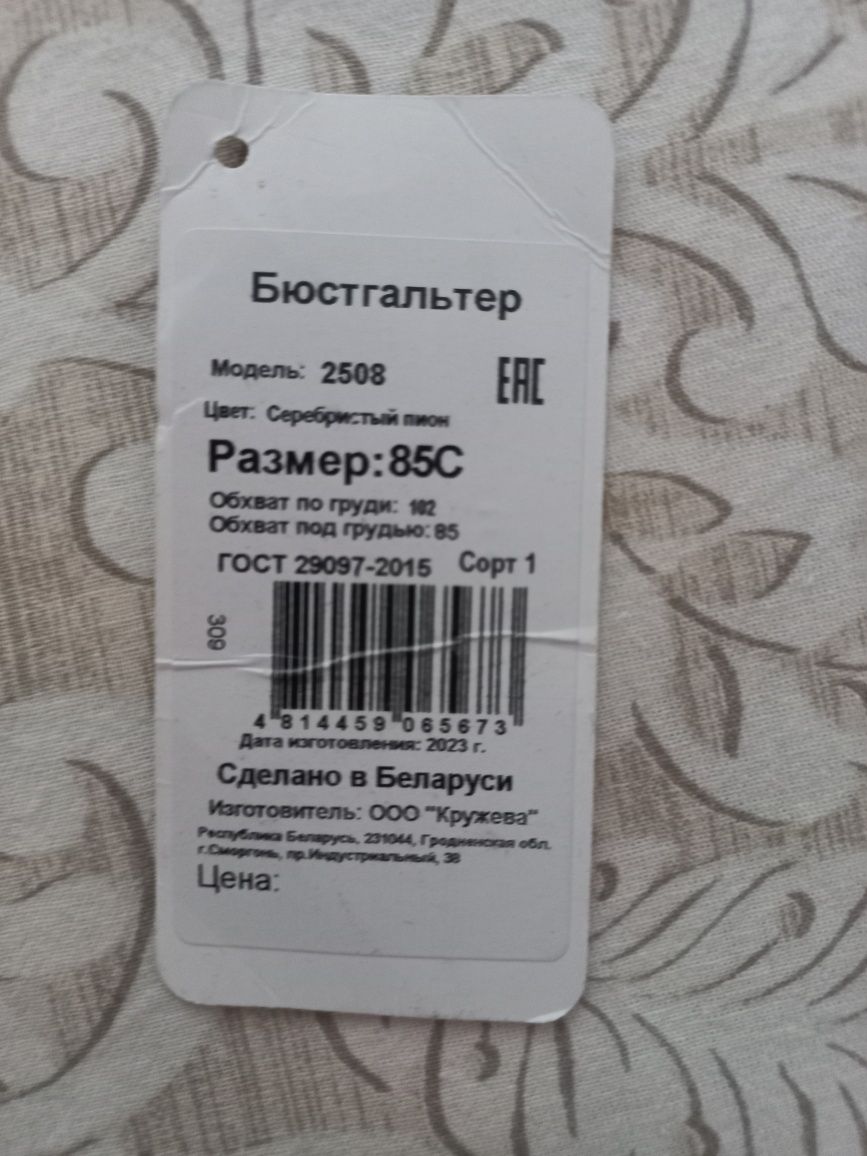 Бюстгальтер
Модель: 2508 EAC
Цвет: Серебристый пион
Размер: 85C
Обхват по груди: 102
Обхват под грудью: 85
ГОСТ 29097-2015 Сорт 1
309
4 814459 065673
Дата изготовления: 2023 г.
Сделано в Беларуси
Изготовитель: ООО "Кружева"
Республика Беларусь, 231044, Гродненская обл.
г.Сморгонь, пр.Индустриальный, 38
Цена: